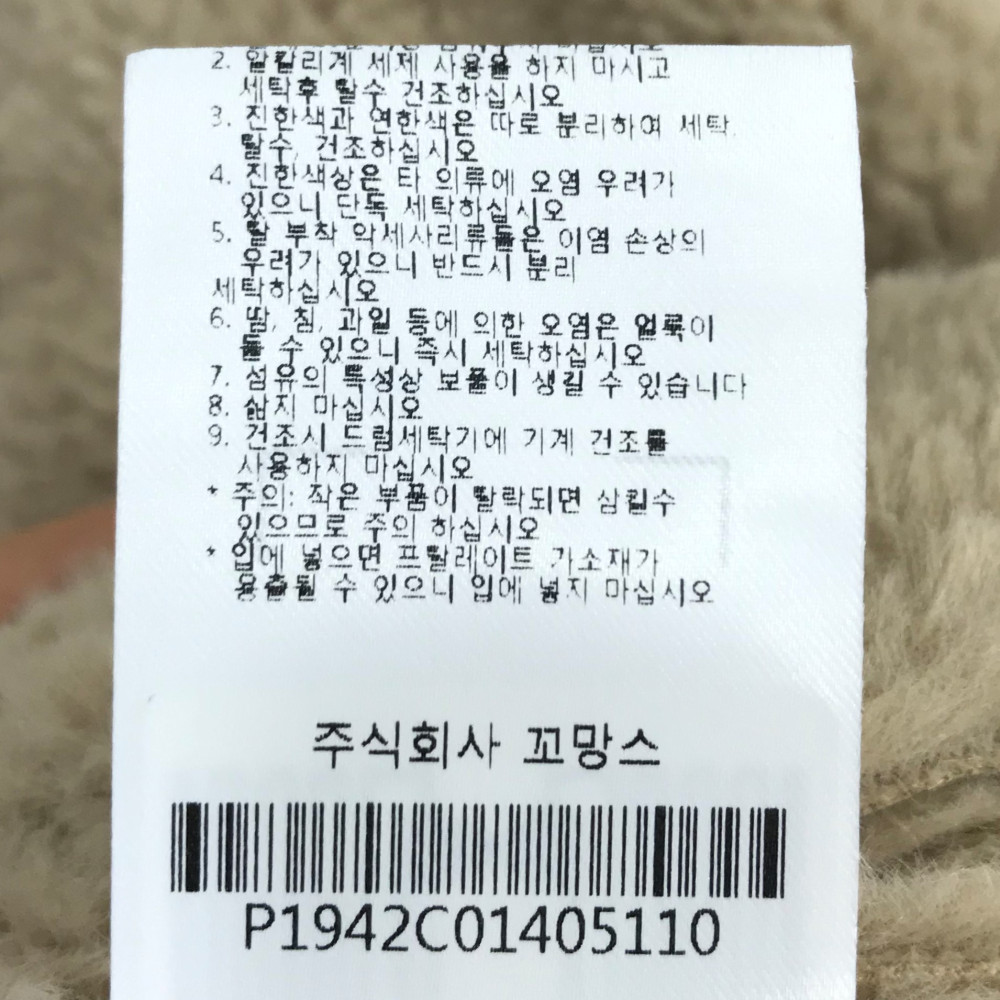 2. 알칼리계 세제 사용을 하지 마시고
세탁후 탈수 건조하십시오
3. 진한색과 연한색은 따로 분리하여 세탁,
탈수, 건조하십시오
4. 진한색상은 타 의류에 오염 우려가
있으니 단독 세탁하십시오
5. 탈 부착 악세사리류들은 이염 손상의
우려가 있으니 반드시 분리
세탁하십시오
6. 땀, 침, 과일 등에 의한 오염은 얼룩이
될 수 있으니 즉시 세탁하십시오
7. 섬유의 특성상 보풀이 생길 수 있습니다
8. 삶지 마십시오
9. 건조시 드럼세탁기에 기계 건조를
사용하지 마십시오
* 주의: 작은 부품이 탈락되면 삼킬수
있으므로 주의 하십시오
* 입에 넣으면 프탈레이트 가소재가
용출될 수 있으니 입에 넣지 마십시오
주식회사 꼬망스
P1942C01405110